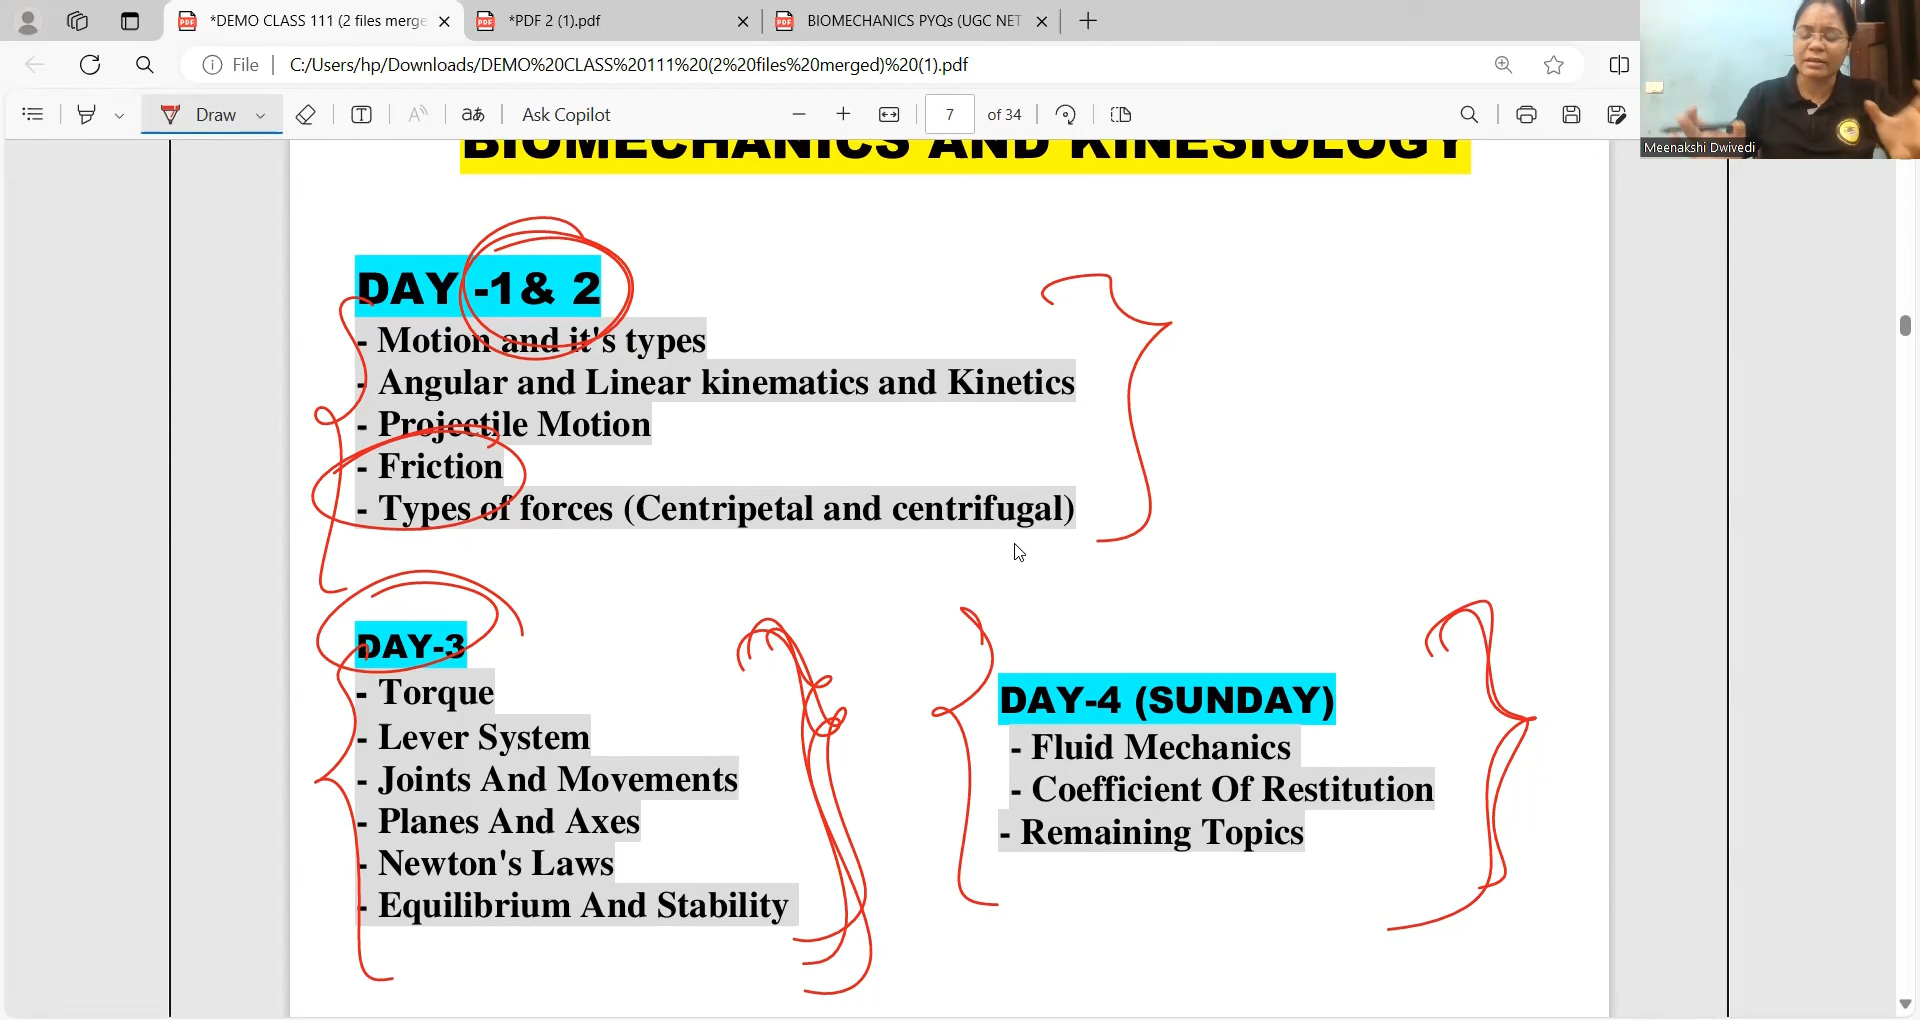 *DEMO CLASS 111 (2 files merge
*PDF 2 (1).pdf
BIOMECHANICS PYQs (UGC NET
File
C:/Users/hp/Downloads/DEMO%20CLASS%20111%20(2%20files%20merged)%20(1).pdf
Draw
Ask Copilot
7 of 34
Meenakshi Dwivedi
BIOMECHANICS AND KINESIOLOGY
DAY -1& 2
- Motion and it's types
- Angular and Linear kinematics and Kinetics
- Projectile Motion
- Friction
- Types of forces (Centripetal and centrifugal)
DAY-3
- Torque
- Lever System
- Joints And Movements
- Planes And Axes
- Newton's Laws
- Equilibrium And Stability
DAY-4 (SUNDAY)
- Fluid Mechanics
- Coefficient Of Restitution
- Remaining Topics